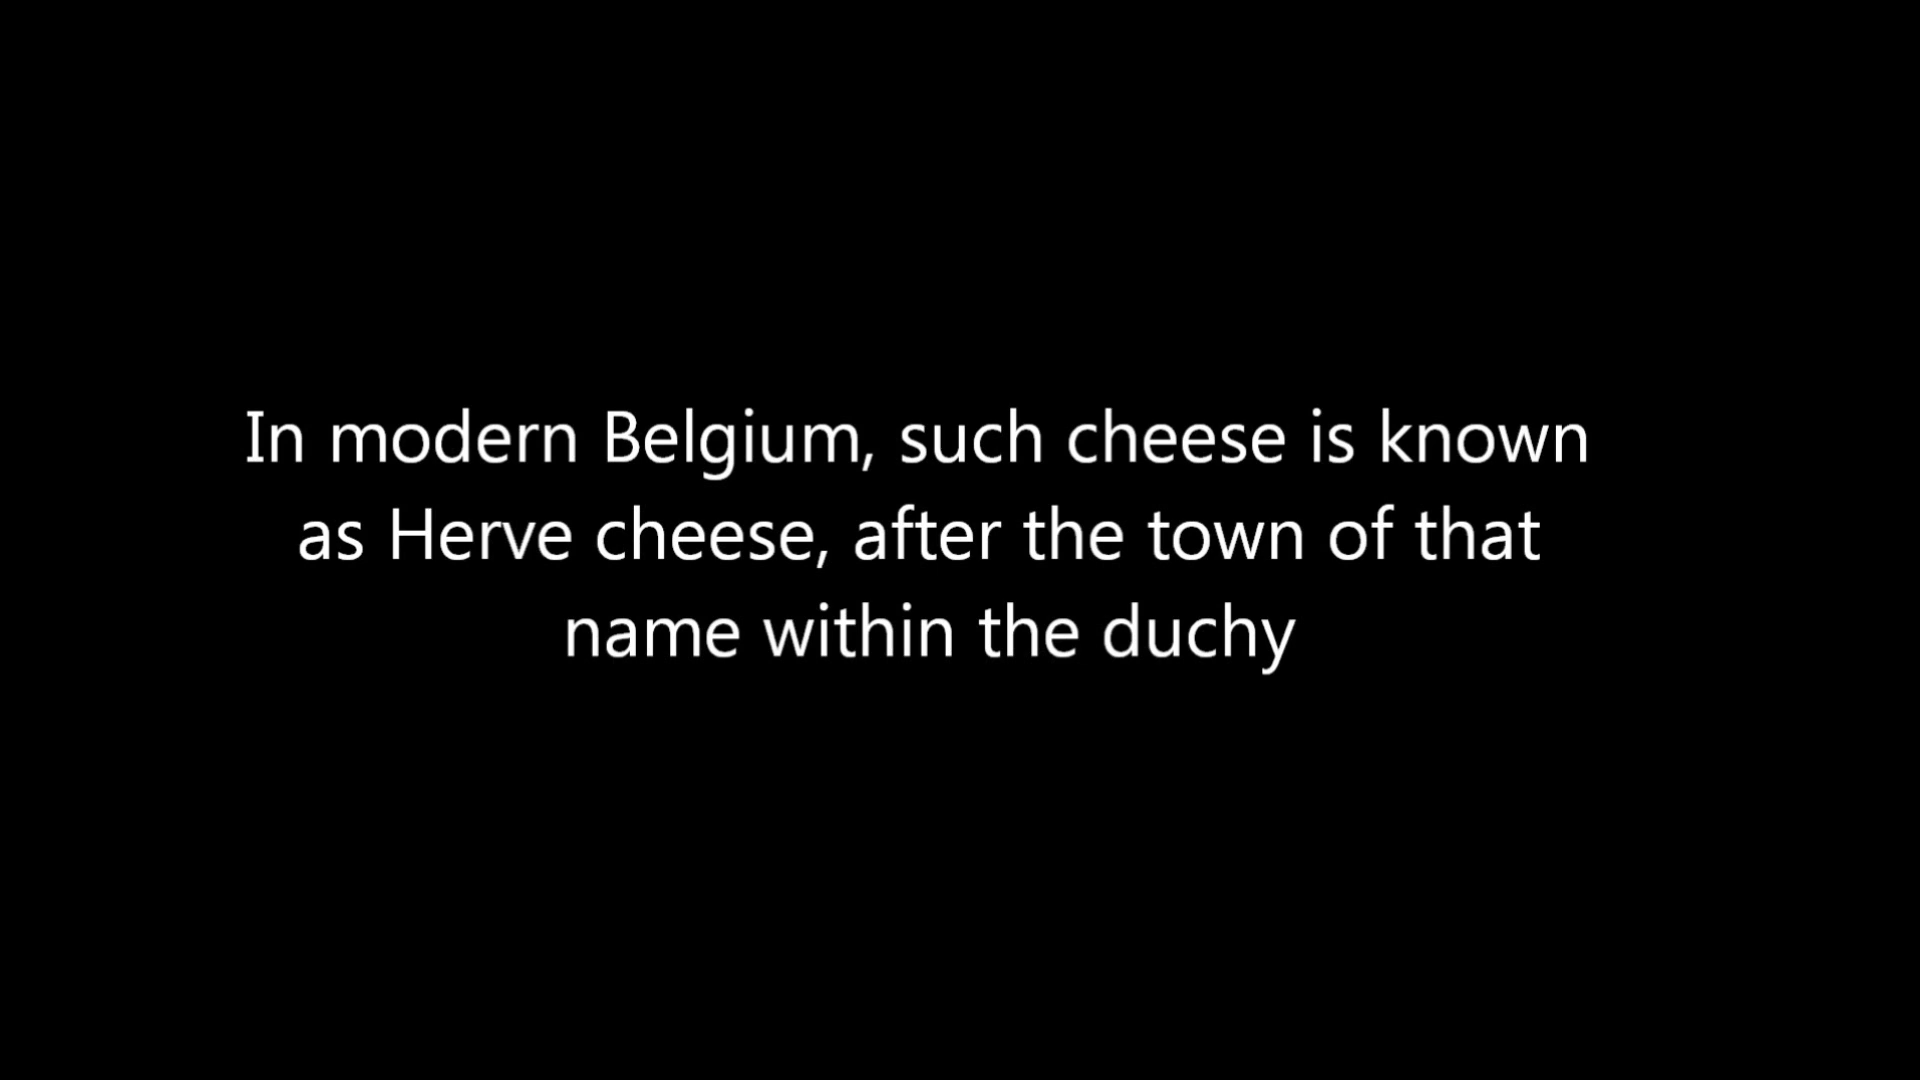 In modern Belgium, such cheese is known
as Herve cheese, after the town of that
name within the duchy